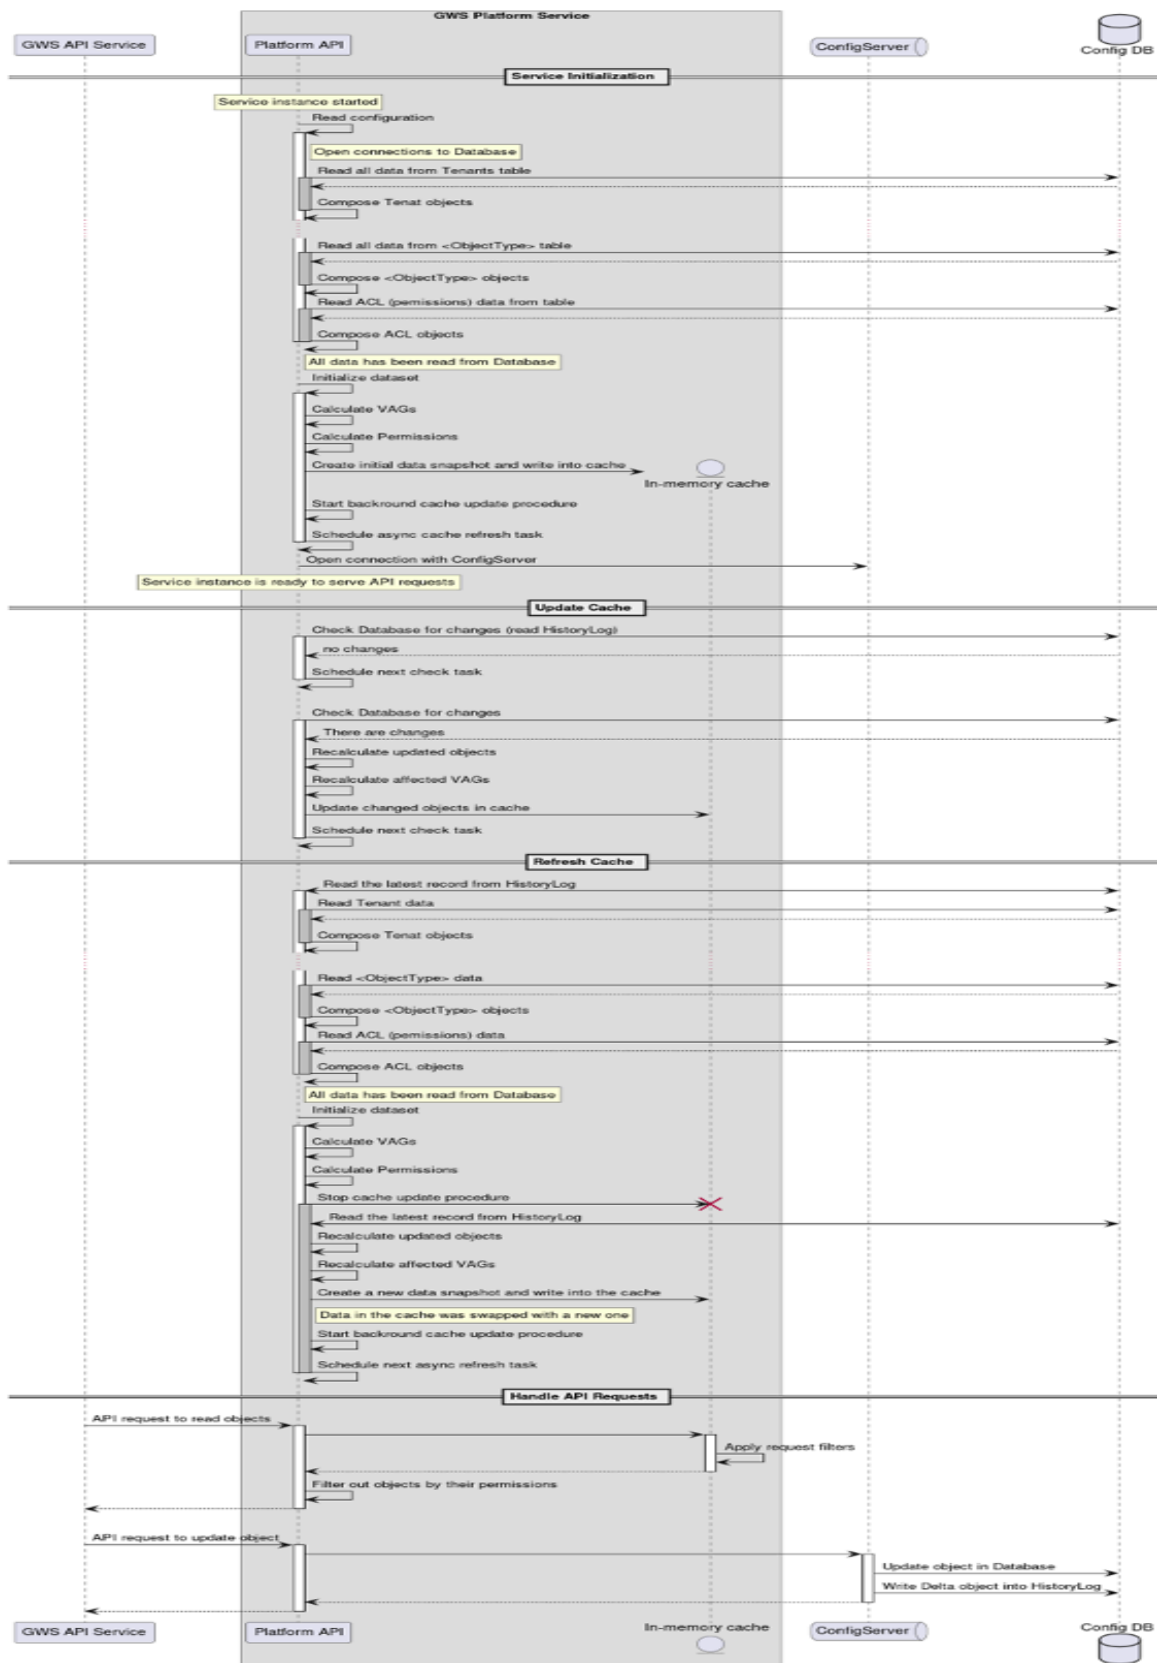 GWS Platform Service
GWS API Service
Platform API
ConfigServer
Config DB
Service Initialization
Service instance started
Read configuration
Open connections to Database
Read all data from Tenants table
Compose Tenat objects
Read all data from <ObjectType> table
Compose <ObjectType> objects
Read ACL (pemissions) data from table
Compose ACL objects
All data has been read from Database
Initialize dataset
Calculate VAGs
Calculate Permissions
Create initial data snapshot and write into cache
In-memory cache
Start backround cache update procedure
Schedule async cache refresh task
Open connection with ConfigServer
Service instance is ready to serve API requests
Update Cache
Check Database for changes (read HistoryLog)
no changes
Schedule next check task
Check Database for changes
There are changes
Recalculate updated objects
Recalculate affected VAGs
Update changed objects in cache
Schedule next check task
Refresh Cache
Read the latest record from HistoryLog
Read Tenant data
Compose Tenat objects
Read <ObjectType> data
Compose <ObjectType> objects
Read ACL (pemissions) data
Compose ACL objects
All data has been read from Database
Initialize dataset
Calculate VAGs
Calculate Permissions
Stop cache update procedure
Read the latest record from HistoryLog
Recalculate updated objects
Recalculate affected VAGs
Create a new data snapshot and write into the cache
Data in the cache was swapped with a new one
Start backround cache update procedure
Schedule next async refresh task
Handle API Requests
API request to read objects
Apply request filters
Filter out objects by their permissions
API request to update object
Update object in Database
Write Delta object into HistoryLog
GWS API Service
Platform API
In-memory cache
ConfigServer
Config DB